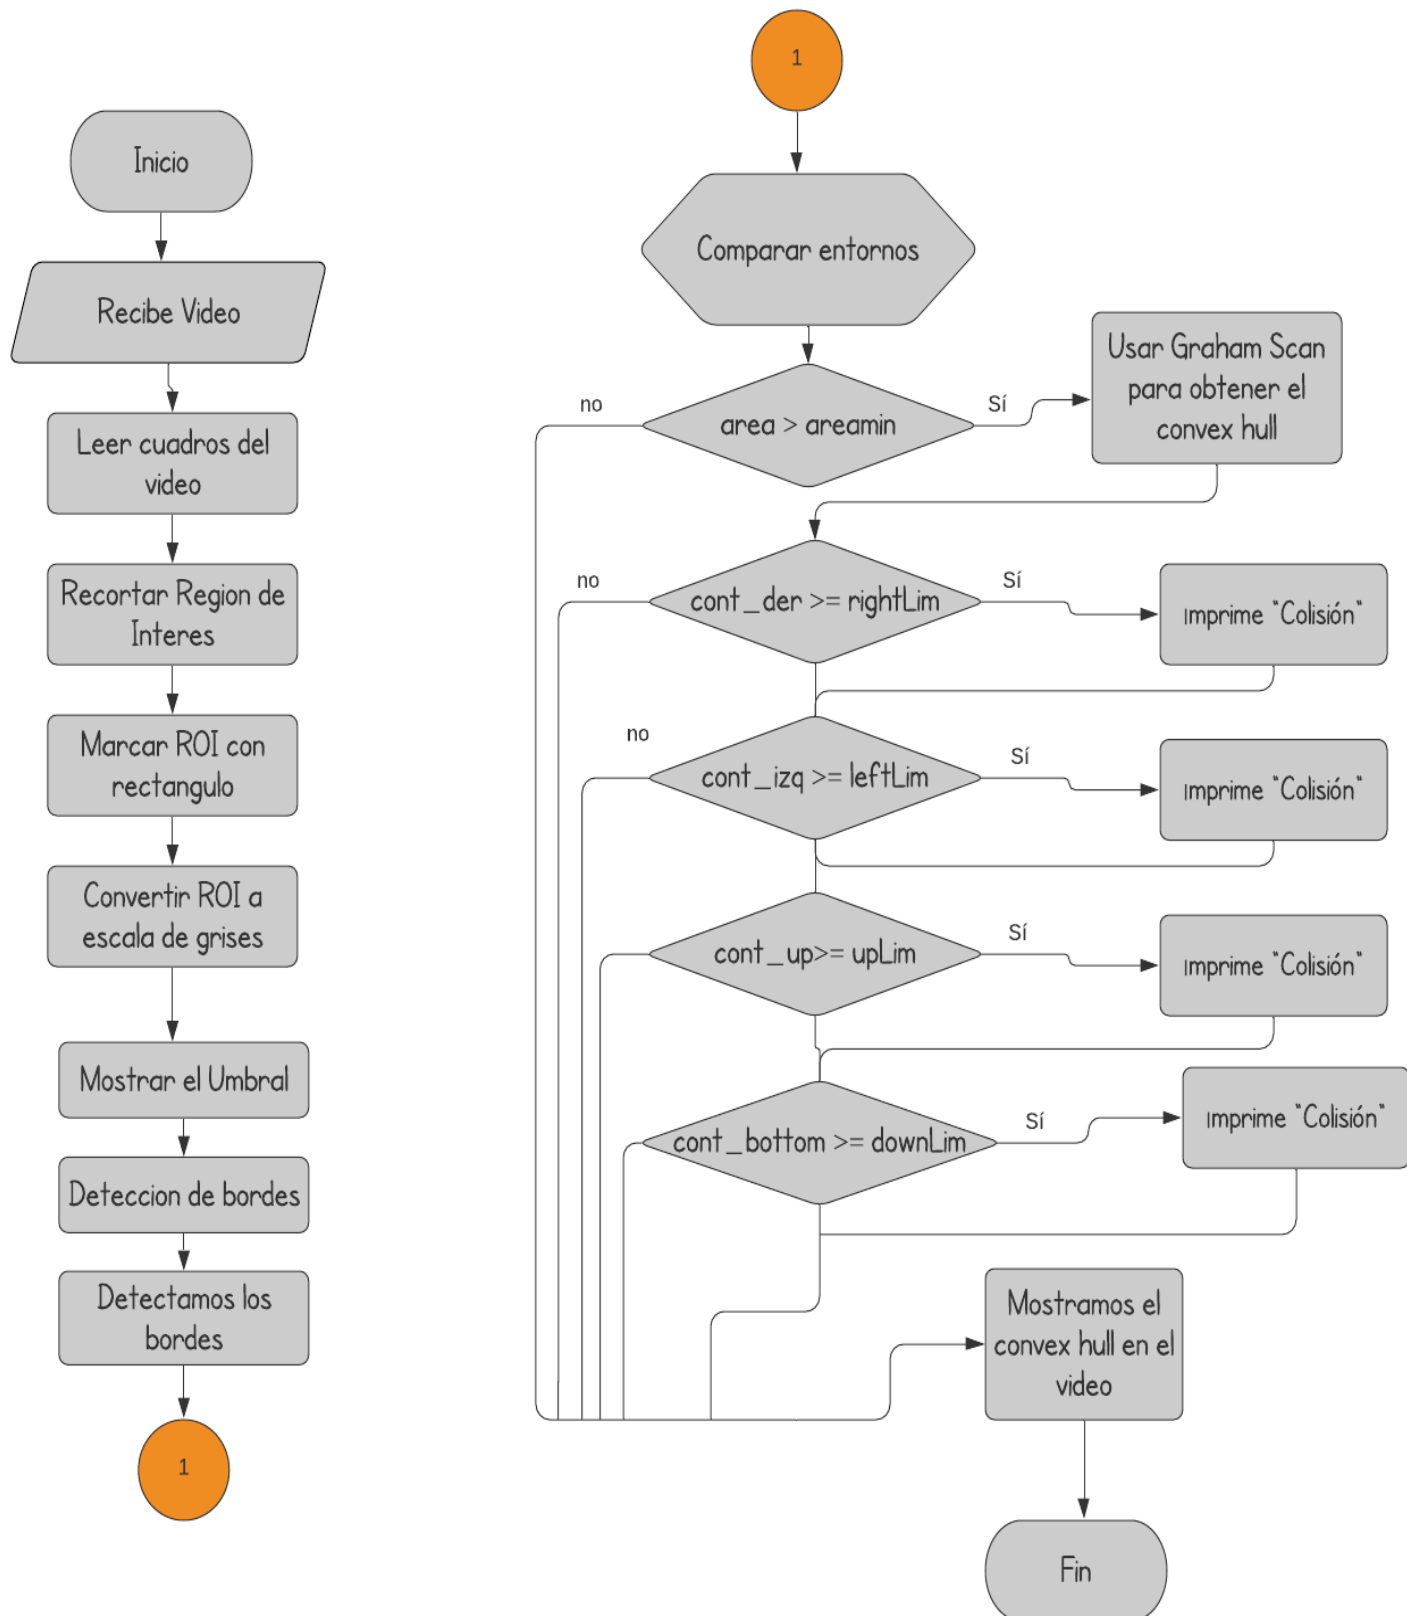 Inicio
Recibe Video
Leer cuadros del
video
Recortar Region de
Interes
Marcar ROI con
rectangulo
Convertir ROI a
escala de grises
Mostrar el Umbral
Deteccion de bordes
Detectamos los
bordes
1
1
Comparar entornos
area > areamin
no
Sí
Usar Graham Scan
para obtener el
convex hull
cont_der >= rightLim
no
Sí
Imprime "Colisión"
cont_izq >= leftLim
no
Sí
Imprime "Colisión"
cont_up>= upLim
Sí
Imprime "Colisión"
cont_bottom >= downLim
Sí
Imprime "Colisión"
Mostramos el
convex hull en el
video
Fin